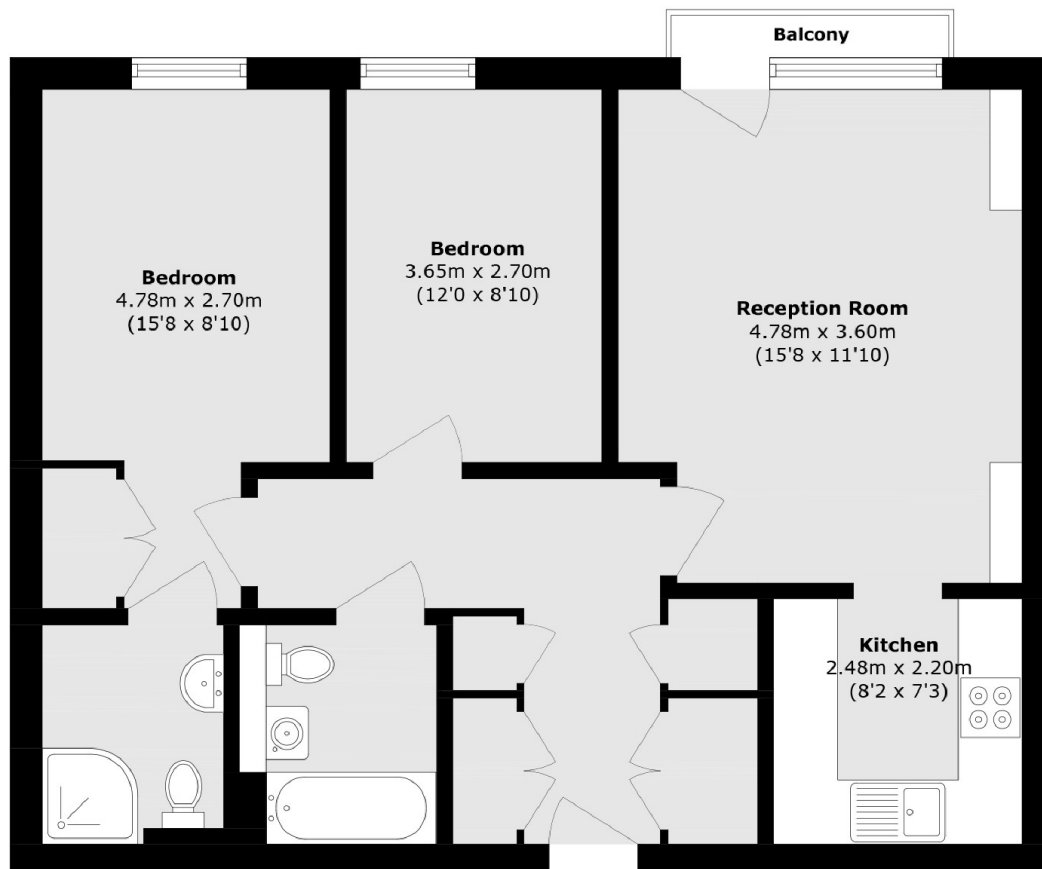 Balcony
Bedroom
4.78m x 2.70m
(15'8 x 8'10)
Bedroom
3.65m x 2.70m
(12'0 x 8'10)
Reception Room
4.78m x 3.60m
(15'8 x 11'10)
Kitchen
2.48m x 2.20m
(8'2 x 7'3)